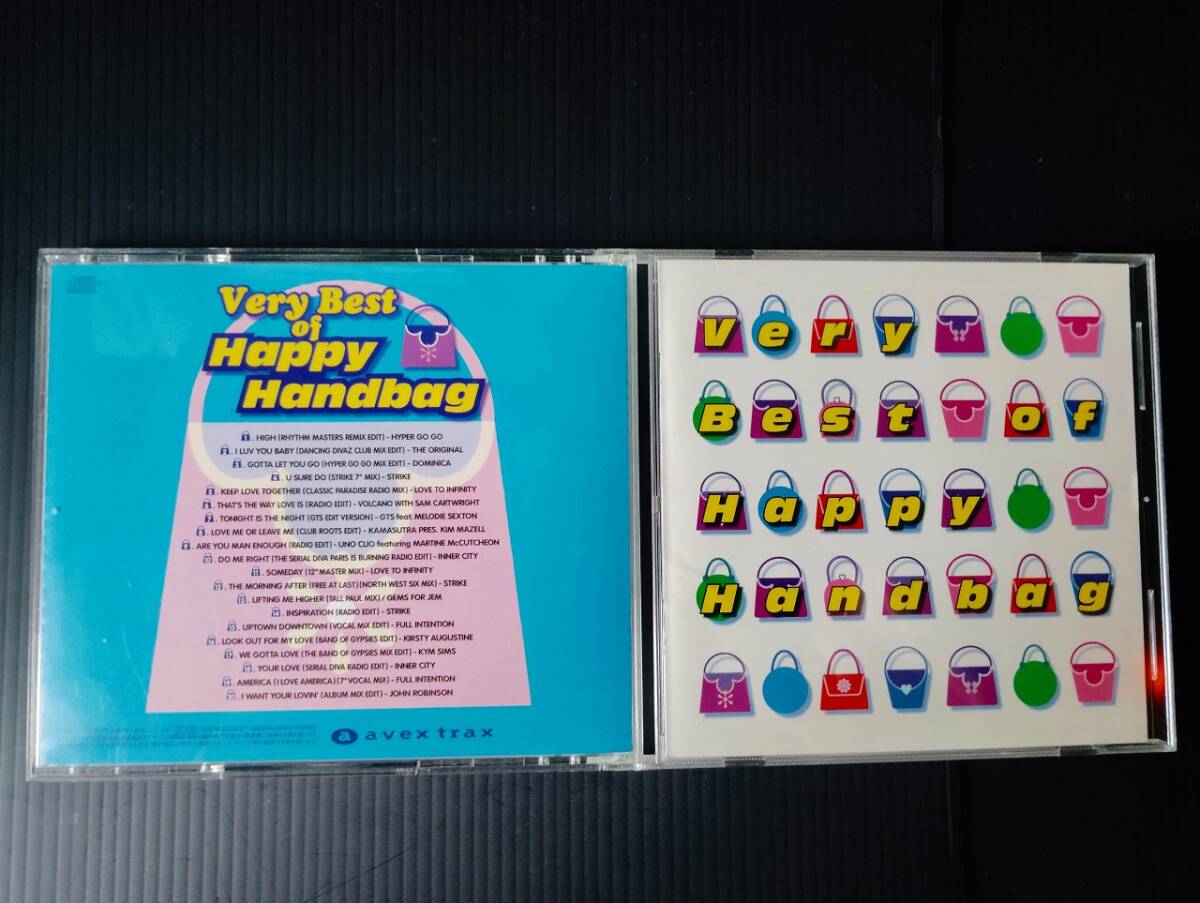 Very Best
of
Happy
Handbag
1. HIGH (RHYTHM MASTERS REMIX EDIT) - HYPER GO GO
2. I LUV YOU BABY (DANCING DIVAZ CLUB MIX EDIT) - THE ORIGINAL
3. GOTTA LET YOU GO (HYPER GO GO MIX EDIT) - DOMINICA
4. U SURE DO (STRIKE 7" MIX) - STRIKE
5. KEEP LOVE TOGETHER (CLASSIC PARADISE RADIO MIX) - LOVE TO INFINITY
6. THAT'S THE WAY LOVE IS (RADIO EDIT) - VOLCANO WITH SAM CARTWRIGHT
7. TONIGHT IS THE NIGHT (GTS EDIT VERSION) - GTS feat. MELODIE SEXTON
8. LOVE ME OR LEAVE ME (CLUB ROOTS EDIT) - KAMASUTRA PRES. KIM MAZELL
9. ARE YOU MAN ENOUGH (RADIO EDIT) - UNO CLIO featuring MARTINE McCUTCHEON
10. DO ME RIGHT (THE SERIAL DIVA PARIS IS BURNING RADIO EDIT) - INNER CITY
11. SOMEDAY (12" MASTER MIX) - LOVE TO INFINITY
12. THE MORNING AFTER (FREE AT LAST) (NORTH WEST SIX MIX) - STRIKE
13. LIFTING ME HIGHER (TALL PAUL MIX) / GEMS FOR JEM
14. INSPIRATION (RADIO EDIT) - STRIKE
15. UPTOWN DOWNTOWN (VOCAL MIX EDIT) - FULL INTENTION
16. LOOK OUT FOR MY LOVE (BAND OF GYPSIES EDIT) - KIRSTY AUGUSTINE
17. WE GOTTA LOVE (THE BAND OF GYPSIES MIX EDIT) - KYM SIMS
18. YOUR LOVE (SERIAL DIVA RADIO EDIT) - INNER CITY
19. AMERICA (I LOVE AMERICA) (7" VOCAL MIX) - FULL INTENTION
20. I WANT YOUR LOVIN' (ALBUM MIX EDIT) - JOHN ROBINSON
a avex trax
Very
Best of
Happy
Handbag